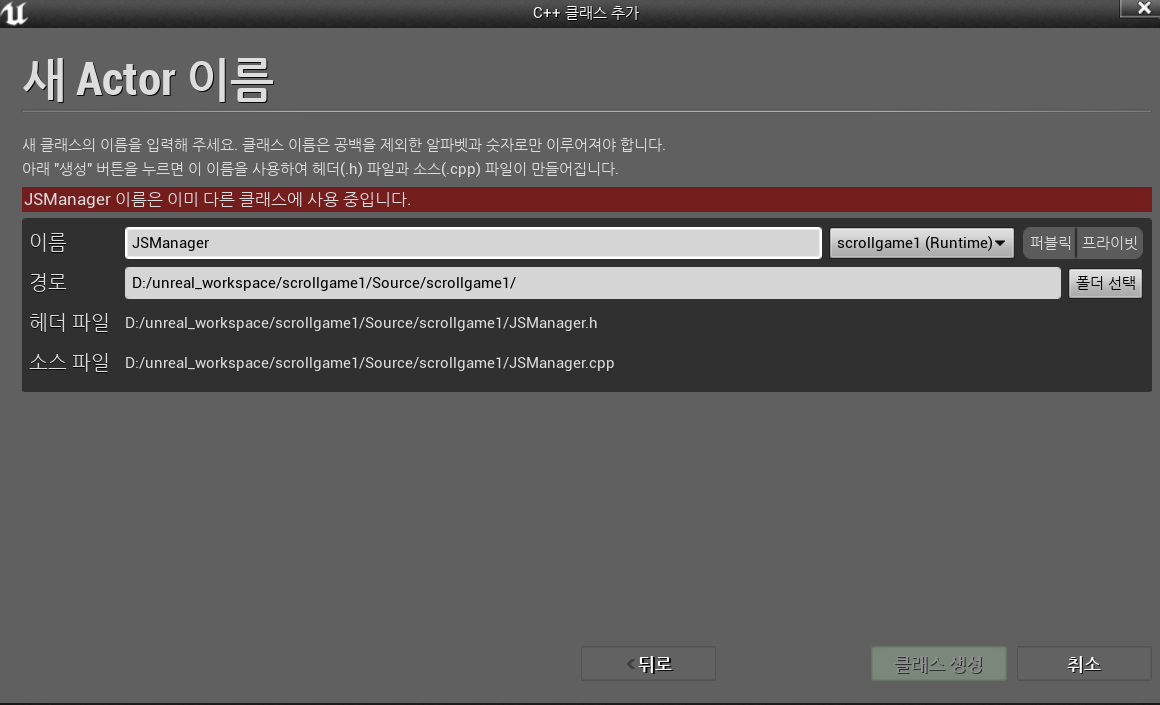 C++ 클래스 추가
새 Actor 이름
새 클래스의 이름을 입력해 주세요. 클래스 이름은 공백을 제외한 알파벳과 숫자로만 이루어져야 합니다.
아래 "생성" 버튼을 누르면 이 이름을 사용하여 헤더(.h) 파일과 소스(.cpp) 파일이 만들어집니다.
JSManager 이름은 이미 다른 클래스에 사용 중입니다.
이름 JSManager scrollgame1 (Runtime) 퍼블릭 프라이빗
경로 D:/unreal_workspace/scrollgame1/Source/scrollgame1/ 폴더 선택
헤더 파일 D:/unreal_workspace/scrollgame1/Source/scrollgame1/JSManager.h
소스 파일 D:/unreal_workspace/scrollgame1/Source/scrollgame1/JSManager.cpp
뒤로 클래스 생성 취소